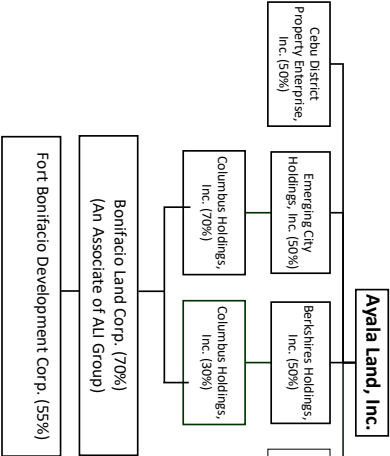 Ayala Land, Inc.
Cebu District
Property Enterprise,
Inc. (50%)
Emerging City
Holdings, Inc. (50%)
Berkshires Holdings,
Inc. (50%)
Columbus Holdings,
Inc. (70%)
Columbus Holdings,
Inc. (30%)
Bonifacio Land Corp. (70%)
(An Associate of ALI Group)
Fort Bonifacio Development Corp. (55%)